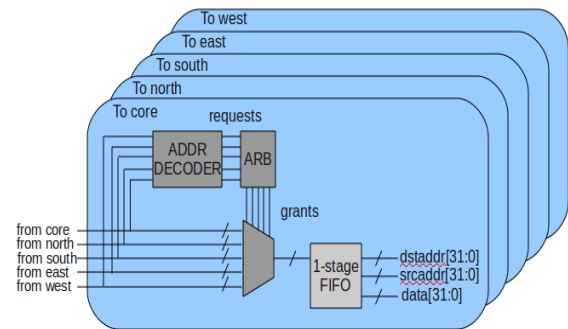 To west
To east
To south
To north
To core
requests
ADDR
DECODER
ARB
grants
from core
from north
from south
from east
from west
1-stage
FIFO
dstaddr[31:0]
srcaddr[31:0]
data[31:0]